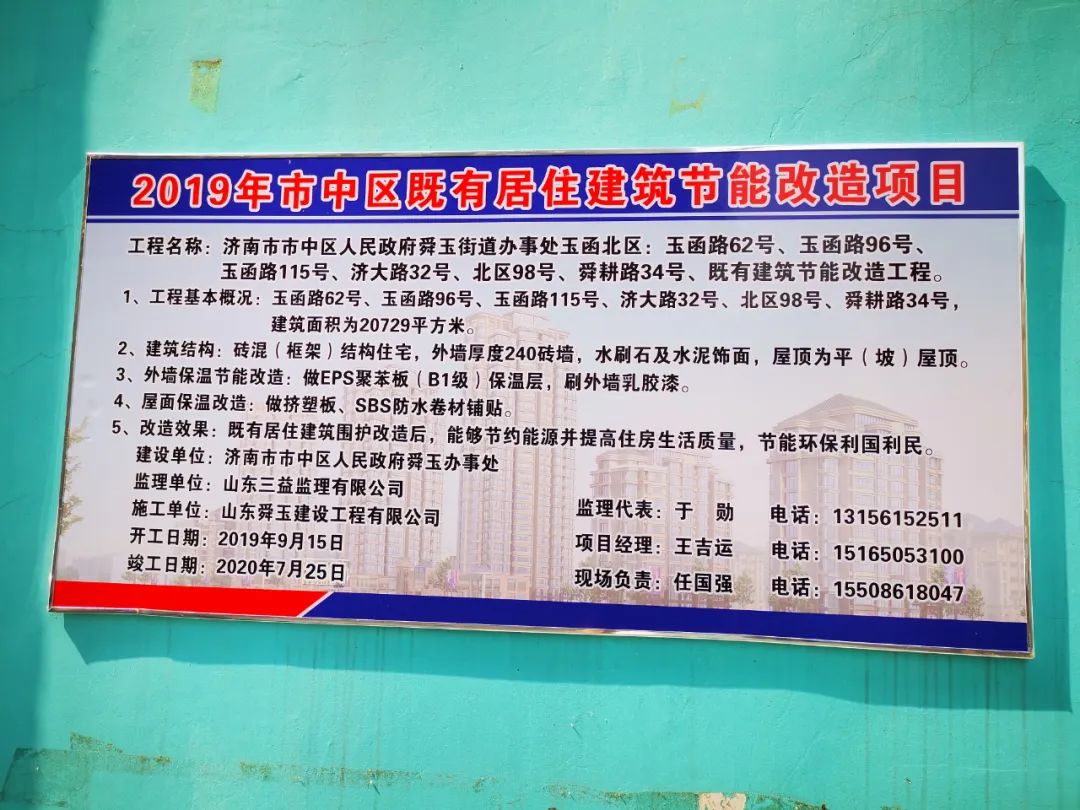 2019年市中区既有居住建筑节能改造项目
工程名称：济南市市中区人民政府舜玉街道办事处玉函北区：玉函路62号、玉函路96号、
玉函路115号、济大路32号、北区98号、舜耕路34号、既有建筑节能改造工程。
1、工程基本概况：玉函路62号、玉函路96号、玉函路115号、济大路32号、北区98号、舜耕路34号，
建筑面积为20729平方米。
2、建筑结构：砖混（框架）结构住宅，外墙厚度240砖墙，水刷石及水泥饰面，屋顶为平（坡）屋顶。
3、外墙保温节能改造：做EPS聚苯板（B1级）保温层，刷外墙乳胶漆。
4、屋面保温改造：做挤塑板、SBS防水卷材铺贴。
5、改造效果：既有居住建筑围护改造后，能够节约能源并提高住房生活质量，节能环保利国利民。
建设单位：济南市市中区人民政府舜玉办事处
监理单位：山东三益监理有限公司
施工单位：山东舜玉建设工程有限公司 监理代表：于 勋 电话：13156152511
开工日期：2019年9月15日 项目经理：王吉运 电话：15165053100
竣工日期：2020年7月25日 现场负责：任国强 电话：15508618047